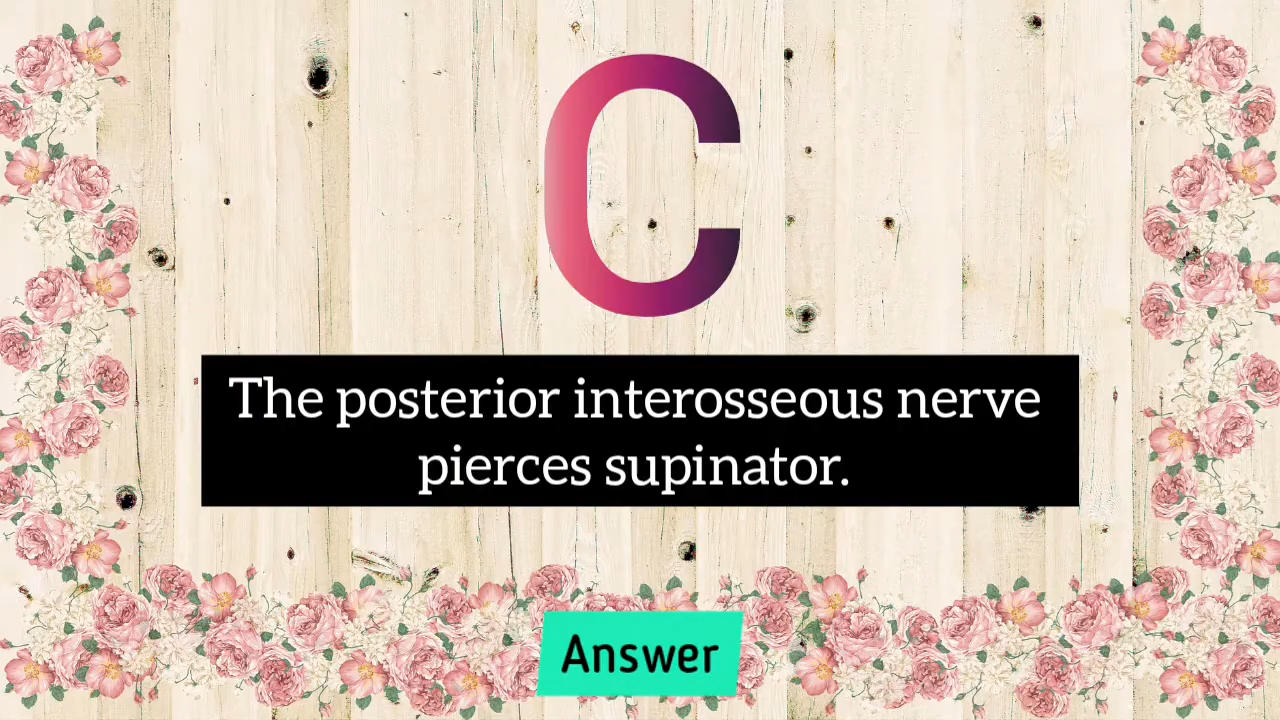 C
The posterior interosseous nerve
pierces supinator.
Answer